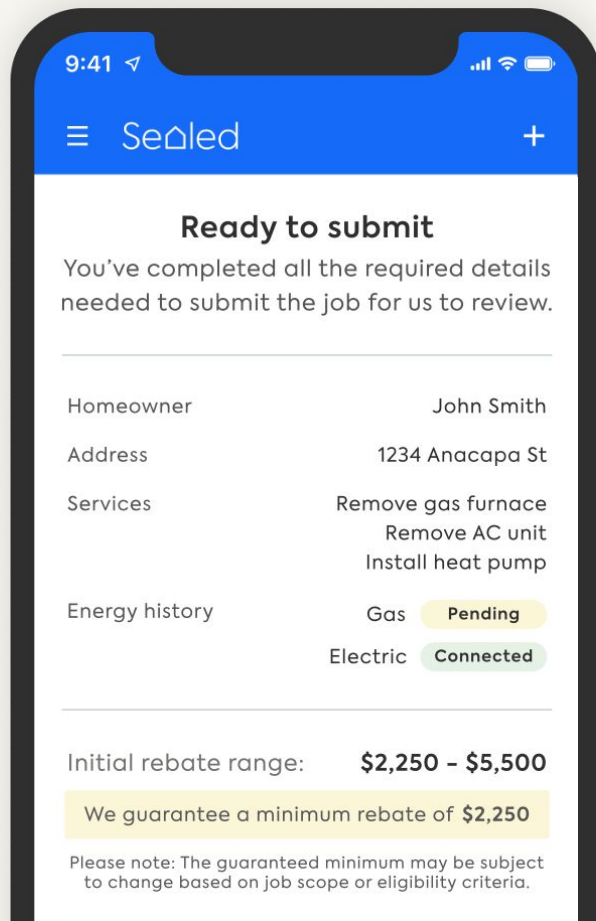 9:41
Sealed
Ready to submit
You've completed all the required details
needed to submit the job for us to review.
Homeowner John Smith
Address 1234 Anacapa St
Services Remove gas furnace
Remove AC unit
Install heat pump
Energy history Gas Pending
Electric Connected
Initial rebate range: $2,250 - $5,500
We guarantee a minimum rebate of $2,250
Please note: The guaranteed minimum may be subject
to change based on job scope or eligibility criteria.